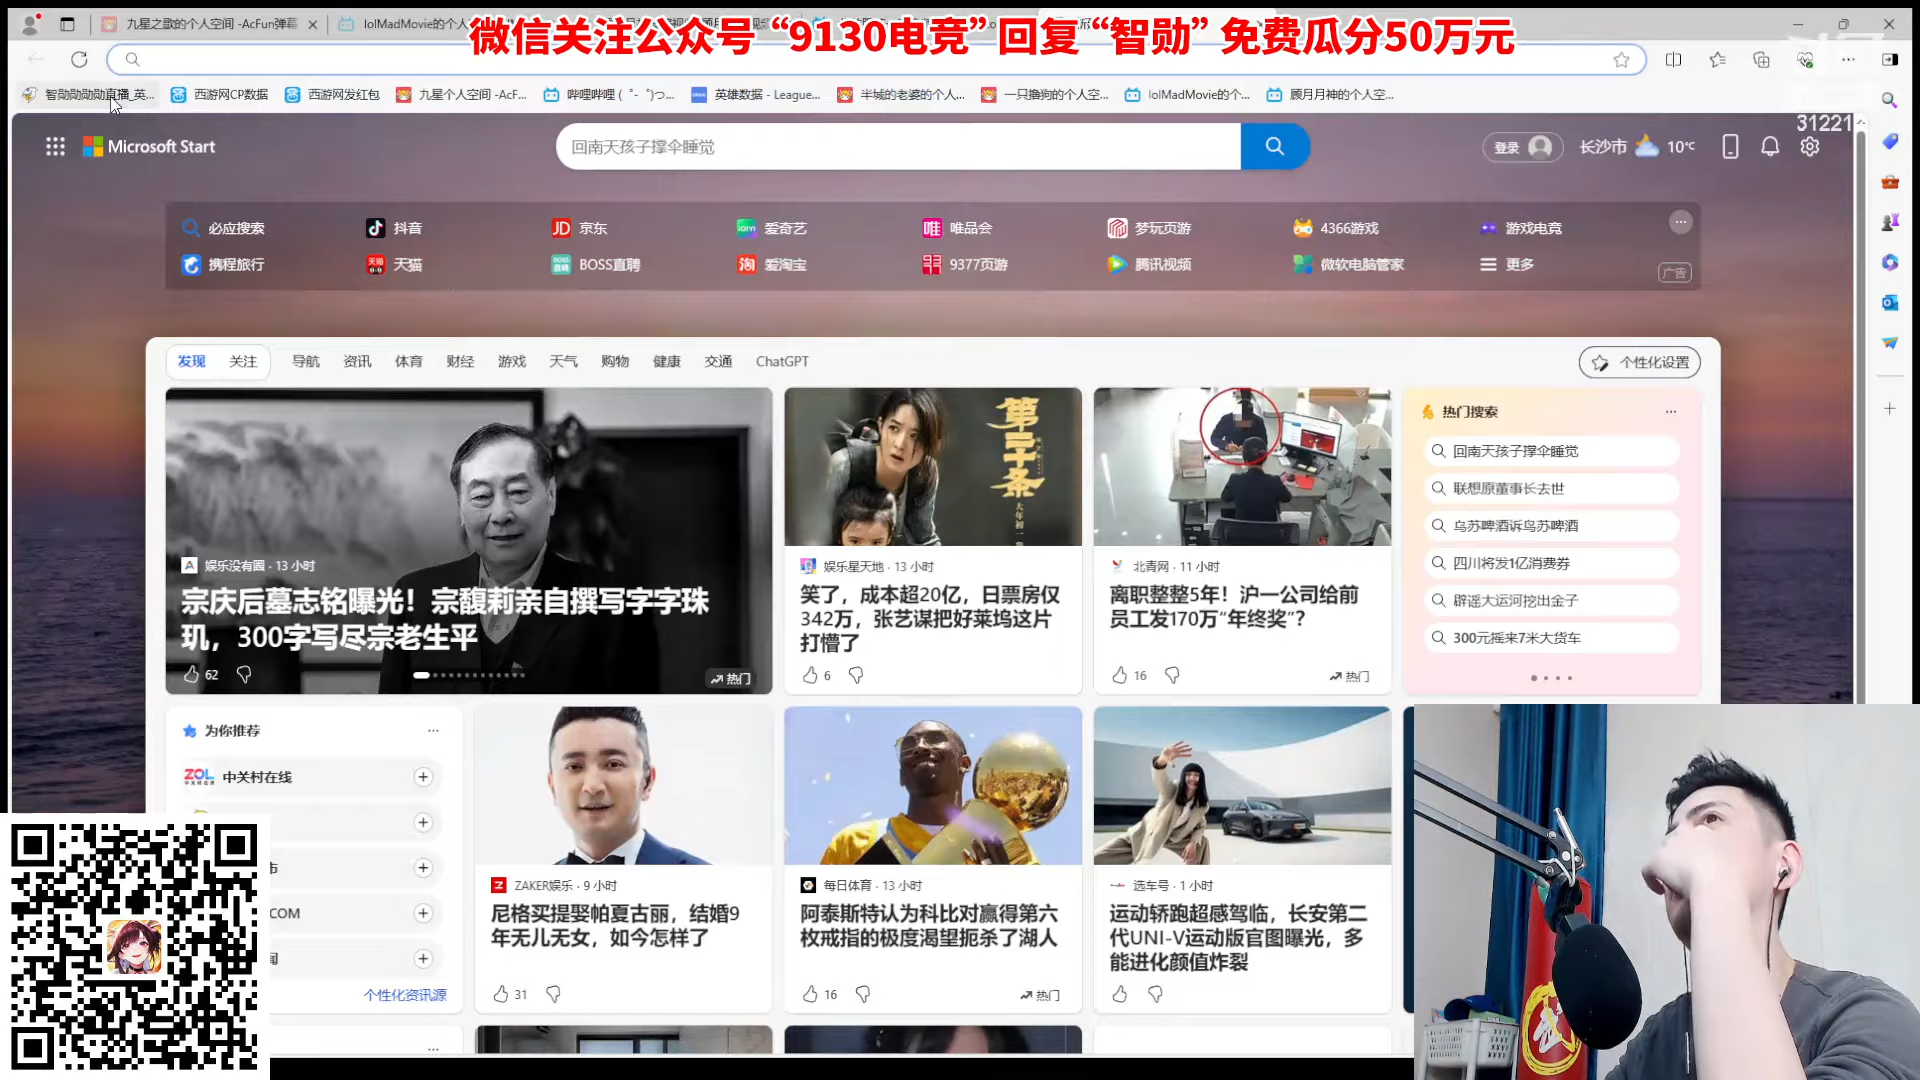 九星之歌的个人空间 -AcFun弹幕
lolMadMovie的个人
微信关注公众号 “9130电竞” 回复“智勋” 免费瓜分50万元
智勋勋勋勋直播_英...
西游网CP数据
西游网发红包
九星个人空间 -AcF...
哔哩哔哩 (゜-゜)つ...
英雄数据 - League...
半城的老婆的个人...
一只撸狗的个人空...
lolMadMovie的个...
顾月月神的个人空...
31221
Microsoft Start
回南天孩子撑伞睡觉
登录
长沙市
10℃
必应搜索
抖音
京东
爱奇艺
唯品会
梦玩页游
4366游戏
游戏电竞
携程旅行
天猫
BOSS直聘
爱淘宝
9377页游
腾讯视频
微软电脑管家
更多
广告
发现
关注
导航
资讯
体育
财经
游戏
天气
购物
健康
交通
ChatGPT
个性化设置
娱乐没有圈 · 13 小时
宗庆后墓志铭曝光！宗馥莉亲自撰写字字珠
玑，300字写尽宗老生平
62
热门
第二十条
大年初一
娱乐星天地 · 13 小时
笑了，成本超20亿，日票房仅
342万，张艺谋把好莱坞这片
打懵了
6
北青网 · 11 小时
离职整整5年！沪一公司给前
员工发170万“年终奖”？
16
热门
热门搜索
回南天孩子撑伞睡觉
联想原董事长去世
乌苏啤酒诉鸟苏啤酒
四川将发1亿消费券
辟谣大运河挖出金子
300元摇来7米大货车
为你推荐
ZOL
中关村在线
市
COM
闻
个性化资讯源
ZAKER娱乐 · 9 小时
尼格买提娶帕夏古丽，结婚9
年无儿无女，如今怎样了
31
每日体育 · 13 小时
阿泰斯特认为科比对赢得第六
枚戒指的极度渴望扼杀了湖人
16
热门
选车号 · 1 小时
运动轿跑超感驾临，长安第二
代UNI-V运动版官图曝光，多
能进化颜值炸裂